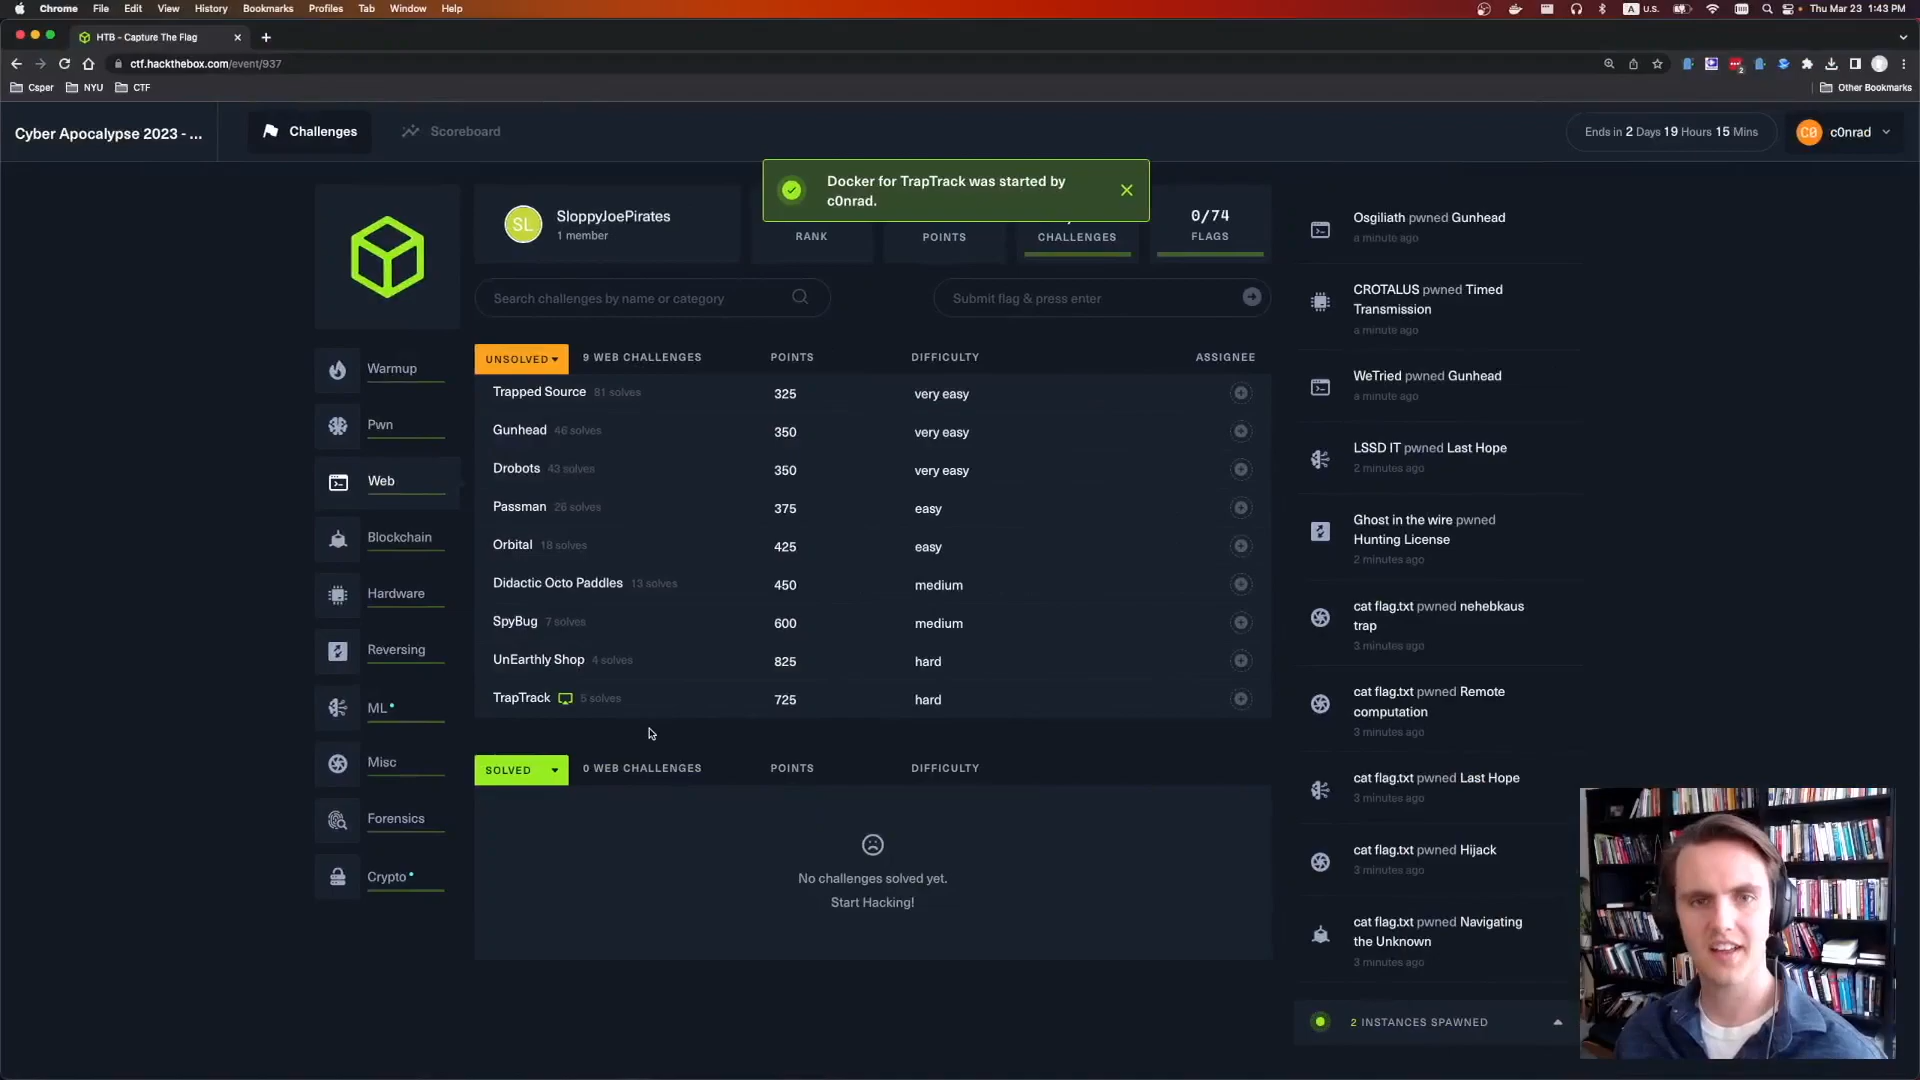 Chrome File Edit View History Bookmarks Profiles Tab Window Help
A U.S. Thu Mar 23 1:43 PM
HTB - Capture The Flag
ctf.hackthebox.com/event/937
Csper NYU CTF Other Bookmarks
Cyber Apocalypse 2023 - ...
Challenges
Scoreboard
Ends in 2 Days 19 Hours 15 Mins
C0 c0nrad
Docker for TrapTrack was started by
c0nrad.
SL
SloppyJoePirates
1 member
RANK
POINTS
CHALLENGES
0/74
FLAGS
Search challenges by name or category
Submit flag & press enter
Warmup
Pwn
Web
Blockchain
Hardware
Reversing
ML
Misc
Forensics
Crypto
UNSOLVED 9 WEB CHALLENGES POINTS DIFFICULTY ASSIGNEE
Trapped Source 81 solves 325 very easy
Gunhead 46 solves 350 very easy
Drobots 43 solves 350 very easy
Passman 26 solves 375 easy
Orbital 18 solves 425 easy
Didactic Octo Paddles 13 solves 450 medium
SpyBug 7 solves 600 medium
UnEarthly Shop 4 solves 825 hard
TrapTrack 5 solves 725 hard
SOLVED 0 WEB CHALLENGES POINTS DIFFICULTY
No challenges solved yet.
Start Hacking!
Osgiliath pwned Gunhead
a minute ago
CROTALUS pwned Timed
Transmission
a minute ago
WeTried pwned Gunhead
a minute ago
LSSD IT pwned Last Hope
2 minutes ago
Ghost in the wire pwned
Hunting License
2 minutes ago
cat flag.txt pwned nehebkaus
trap
3 minutes ago
cat flag.txt pwned Remote
computation
3 minutes ago
cat flag.txt pwned Last Hope
3 minutes ago
cat flag.txt pwned Hijack
3 minutes ago
cat flag.txt pwned Navigating
the Unknown
3 minutes ago
2 INSTANCES SPAWNED